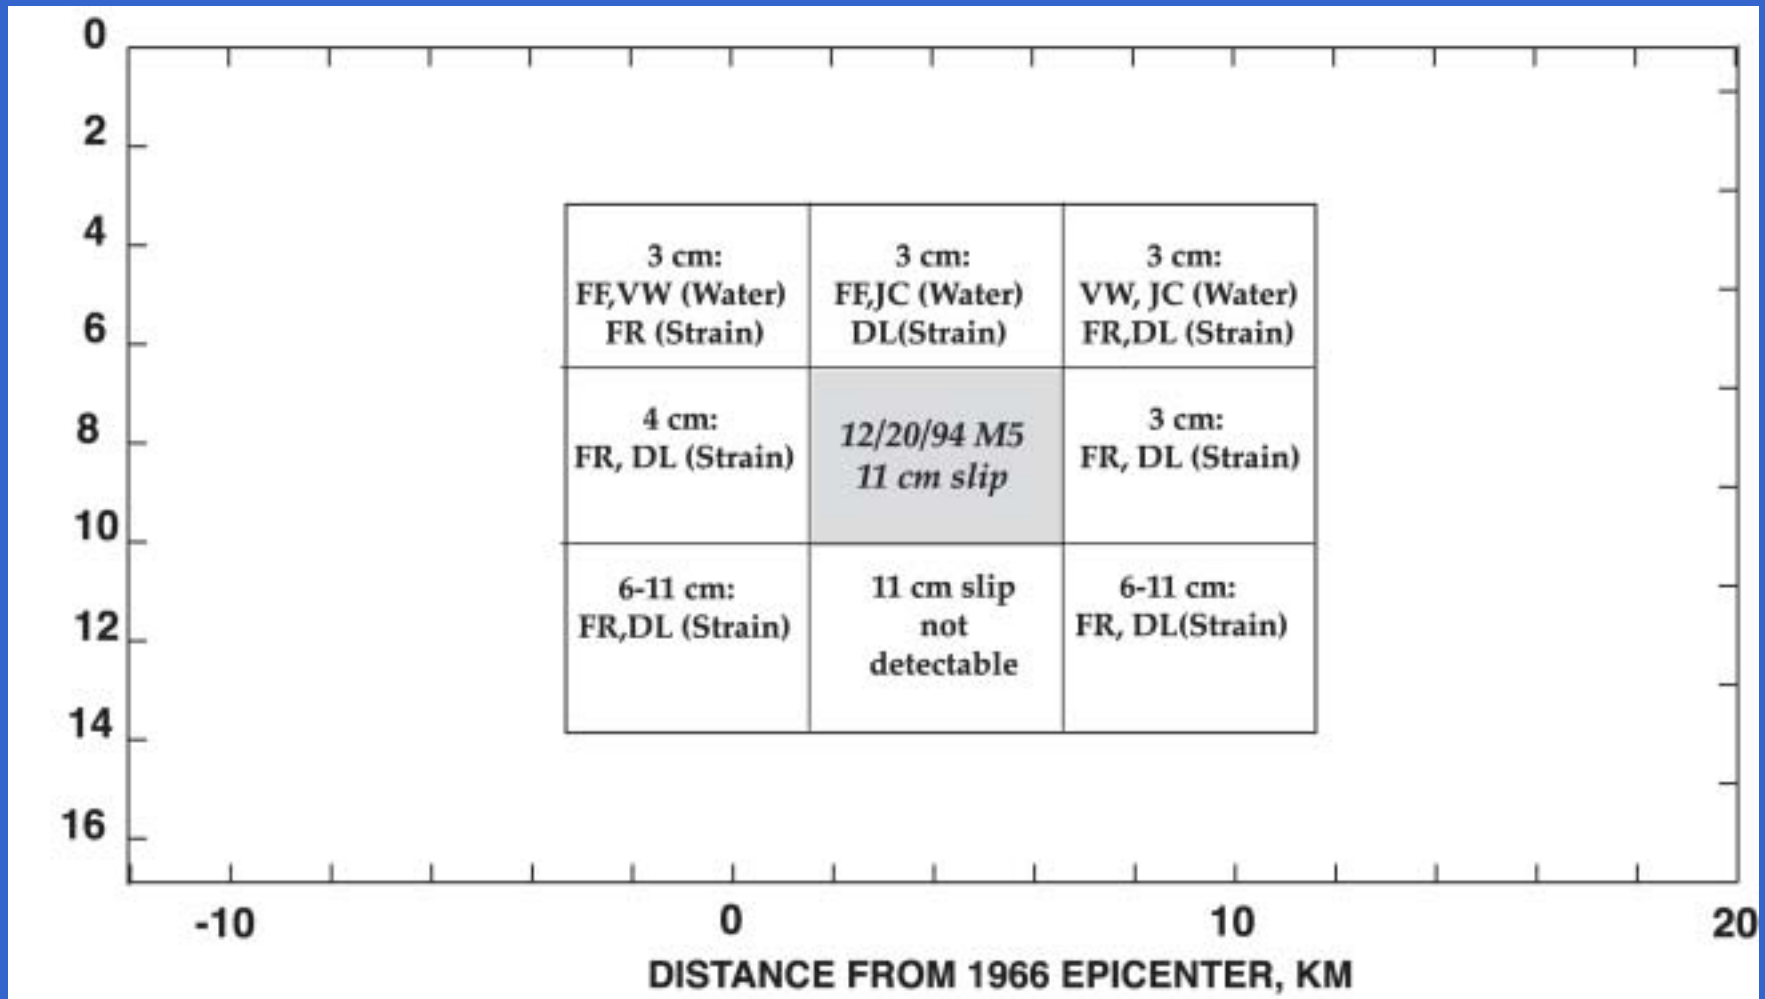 0
2
4
6
8
10
12
14
16
3 cm:
FF,VW (Water)
FR (Strain)
3 cm:
FF,JC (Water)
DL(Strain)
3 cm:
VW, JC (Water)
FR,DL (Strain)
4 cm:
FR, DL (Strain)
12/20/94 M5
11 cm slip
3 cm:
FR, DL (Strain)
6-11 cm:
FR,DL (Strain)
11 cm slip
not
detectable
6-11 cm:
FR, DL(Strain)
-10 0 10 20
DISTANCE FROM 1966 EPICENTER, KM